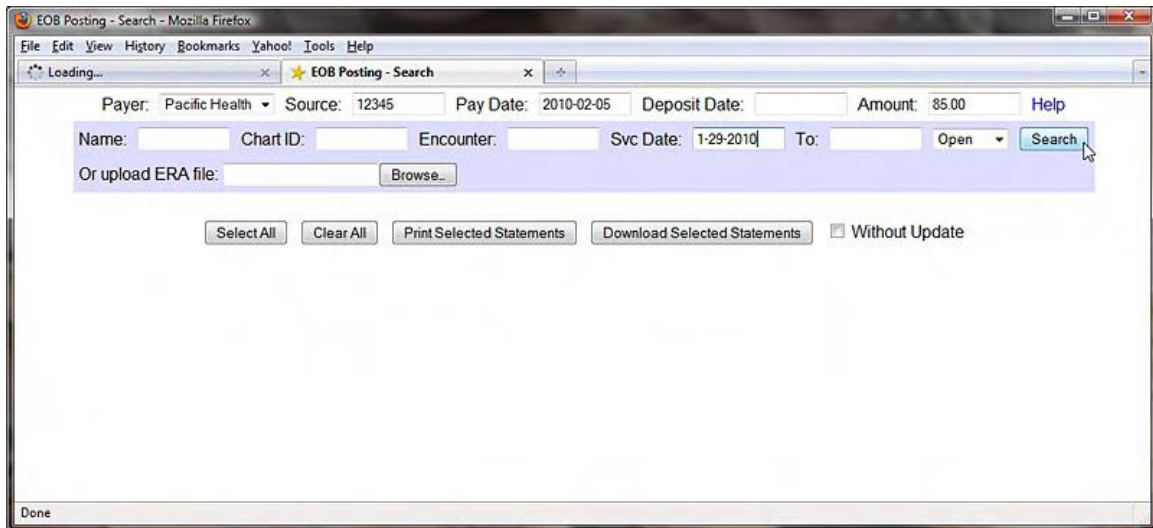 EOB Posting - Search - Mozilla Firefox
File Edit View History Bookmarks Yahoo! Tools Help
Loading... EOB Posting - Search
Payer: Pacific Health Source: 12345 Pay Date: 2010-02-05 Deposit Date: Amount: 85.00 Help
Name: Chart ID: Encounter: Svc Date: 1-29-2010 To: Open Search
Or upload ERA file: Browse..
Select All Clear All Print Selected Statements Download Selected Statements Without Update
Done